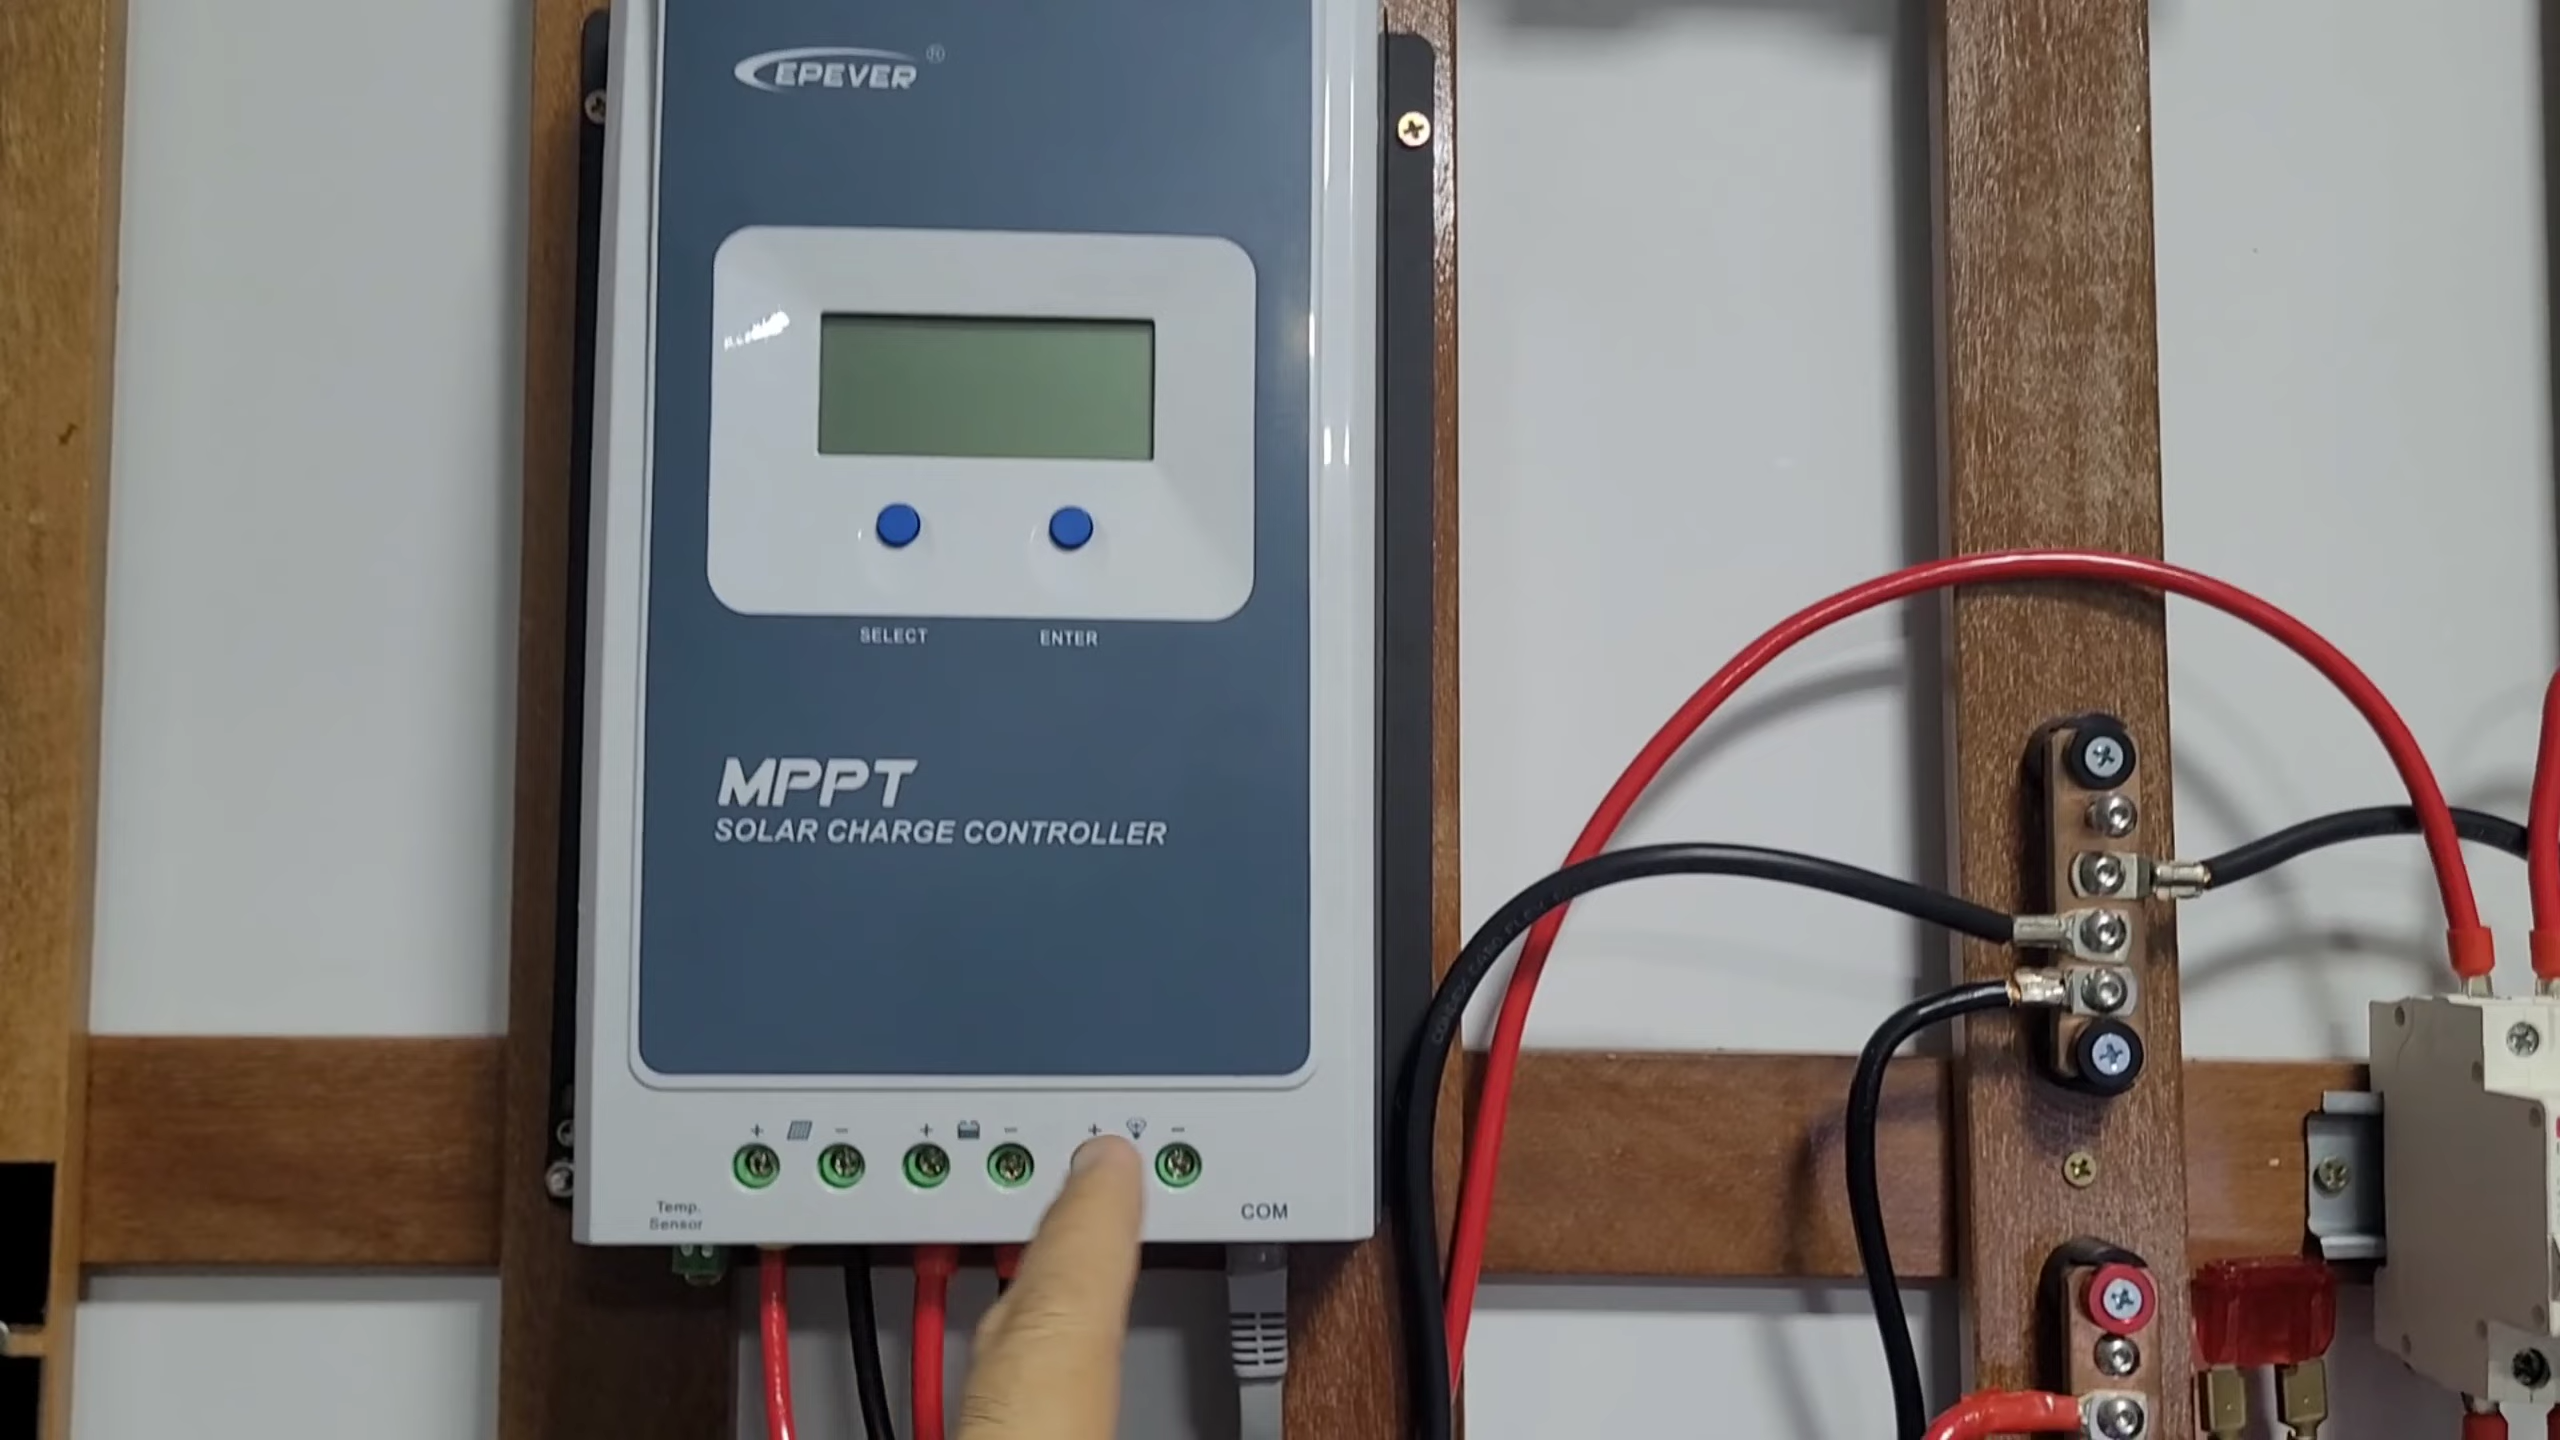 EPEVER ®
SELECT ENTER
MPPT
SOLAR CHARGE CONTROLLER
+ - + - + -
Temp.
Sensor
COM